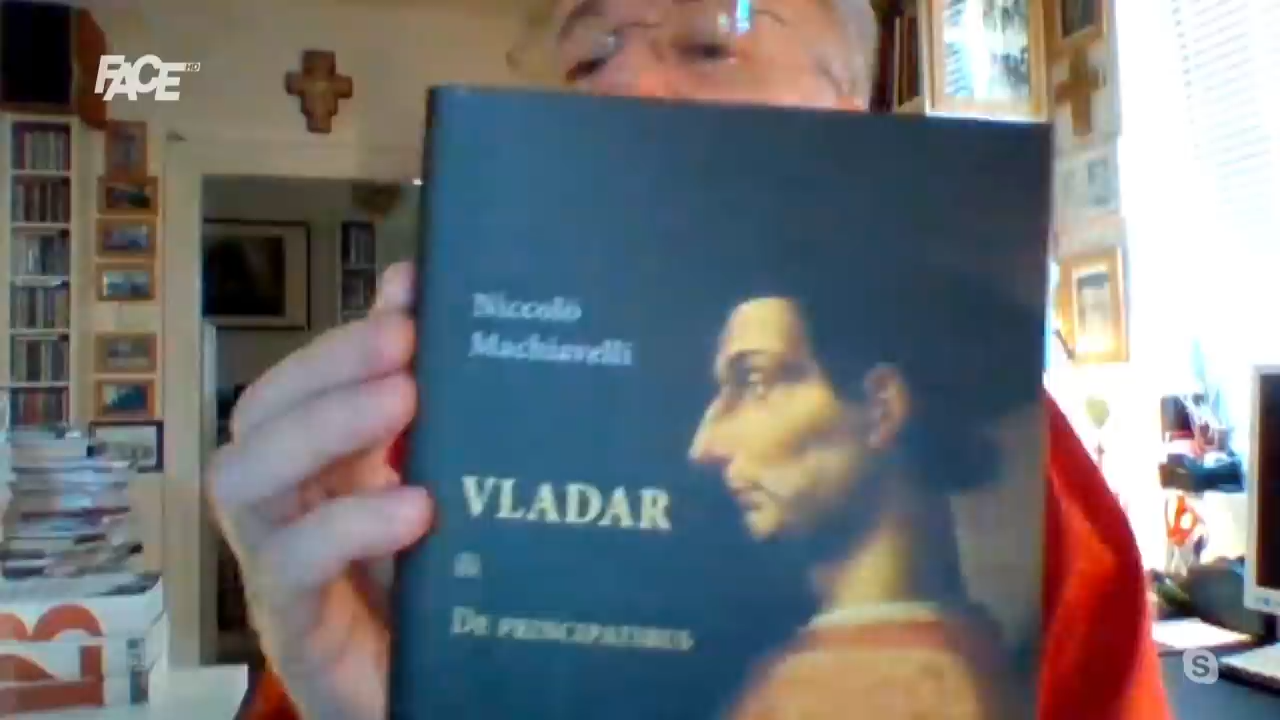 FACE HD
Niccolò
Machiavelli
VLADAR
ili
De principatibus
S